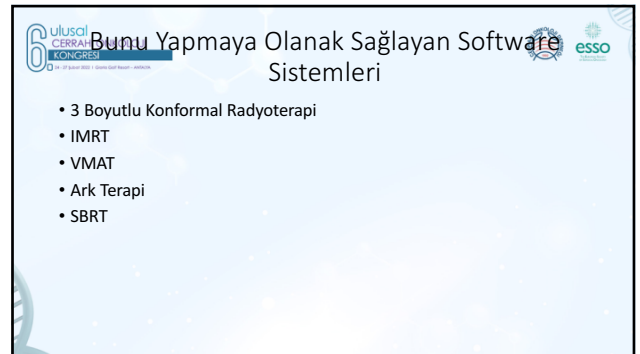 6.
ulusal
CERRAHİ
KONGRESİ
Bunu Yapmaya Olanak Sağlayan Software
Sistemleri
esso
• 3 Boyutlu Konformal Radyoterapi
• IMRT
• VMAT
• Ark Terapi
• SBRT